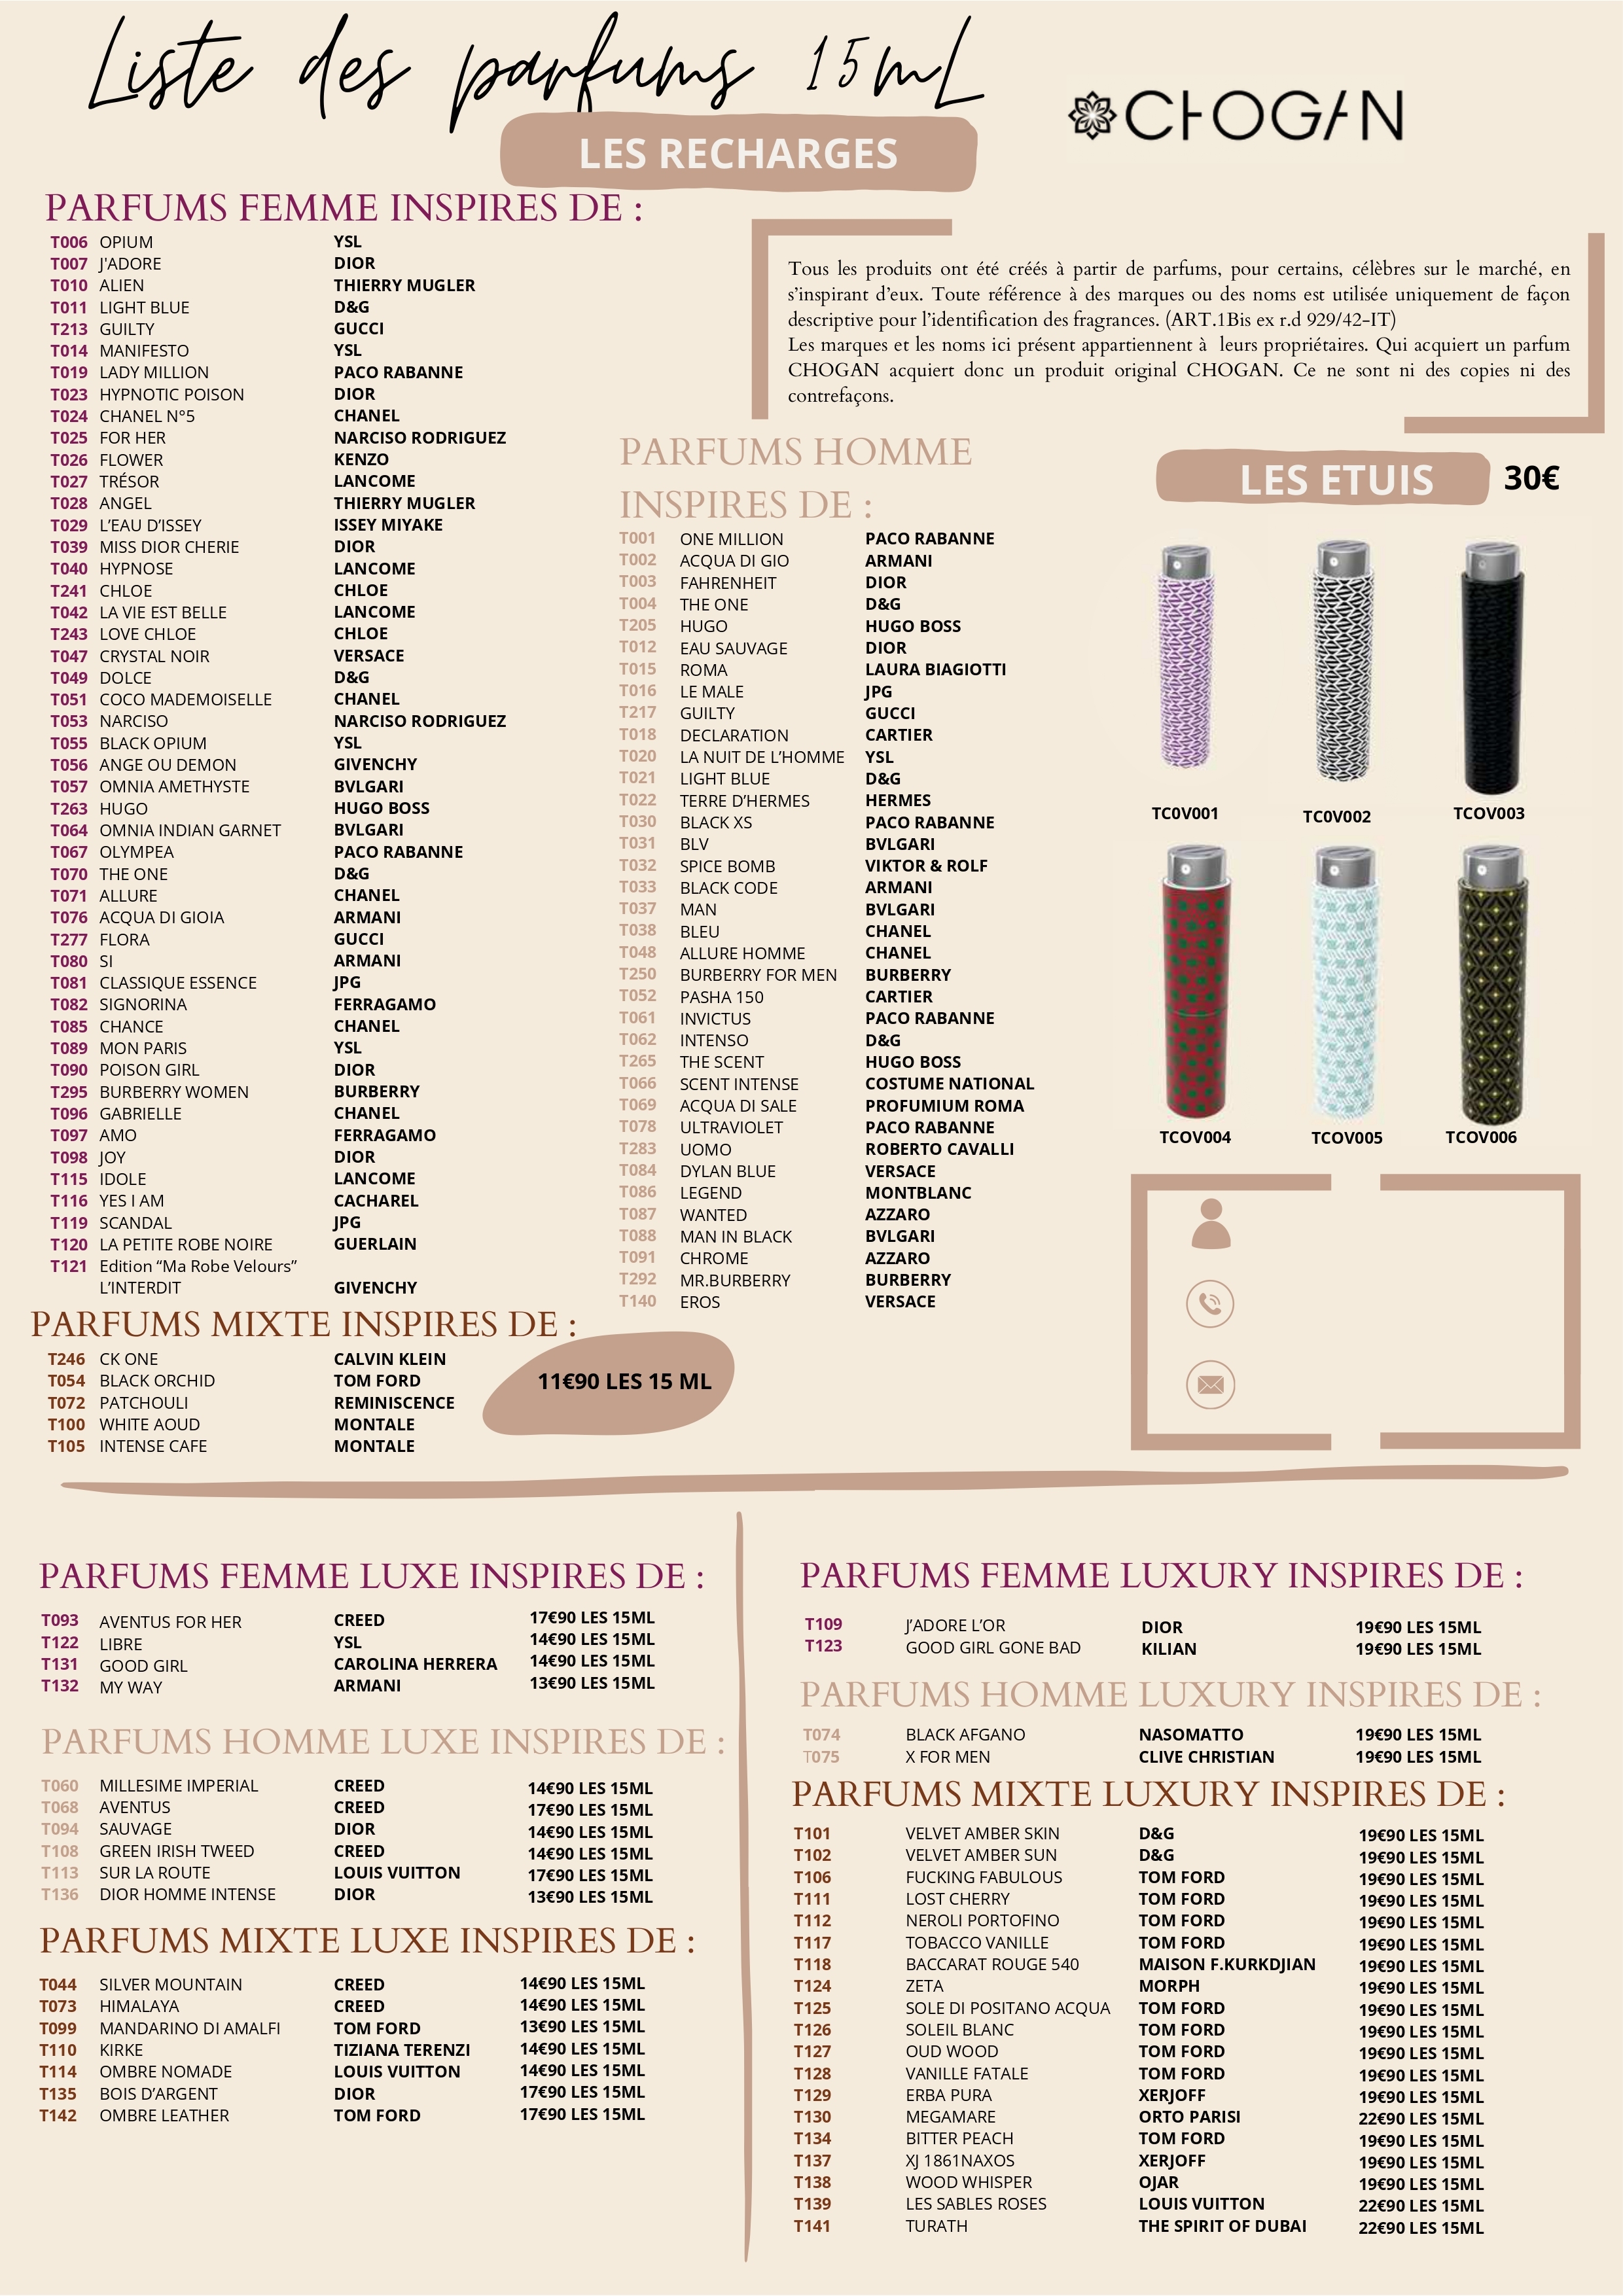 Liste des parfums 15mL
CHOGAN
LES RECHARGES
PARFUMS FEMME INSPIRES DE :
T006 OPIUM YSL
T007 J'ADORE DIOR
T010 ALIEN THIERRY MUGLER
T011 LIGHT BLUE D&G
T213 GUILTY GUCCI
T014 MANIFESTO YSL
T019 LADY MILLION PACO RABANNE
T023 HYPNOTIC POISON DIOR
T024 CHANEL N°5 CHANEL
T025 FOR HER NARCISO RODRIGUEZ
T026 FLOWER KENZO
T027 TRÉSOR LANCOME
T028 ANGEL THIERRY MUGLER
T029 L’EAU D’ISSEY ISSEY MIYAKE
T039 MISS DIOR CHERIE DIOR
T040 HYPNOSE LANCOME
T241 CHLOE CHLOE
T042 LA VIE EST BELLE LANCOME
T243 LOVE CHLOE CHLOE
T047 CRYSTAL NOIR VERSACE
T049 DOLCE D&G
T051 COCO MADEMOISELLE CHANEL
T053 NARCISO NARCISO RODRIGUEZ
T055 BLACK OPIUM YSL
T056 ANGE OU DEMON GIVENCHY
T057 OMNIA AMETHYSTE BVLGARI
T263 HUGO HUGO BOSS
T064 OMNIA INDIAN GARNET BVLGARI
T067 OLYMPEA PACO RABANNE
T070 THE ONE D&G
T071 ALLURE CHANEL
T076 ACQUA DI GIOIA ARMANI
T277 FLORA GUCCI
T080 SI ARMANI
T081 CLASSIQUE ESSENCE JPG
T082 SIGNORINA FERRAGAMO
T085 CHANCE CHANEL
T089 MON PARIS YSL
T090 POISON GIRL DIOR
T295 BURBERRY WOMEN BURBERRY
T096 GABRIELLE CHANEL
T097 AMO FERRAGAMO
T098 JOY DIOR
T115 IDOLE LANCOME
T116 YES I AM CACHAREL
T119 SCANDAL JPG
T120 LA PETITE ROBE NOIRE GUERLAIN
T121 Edition “Ma Robe Velours”
L’INTERDIT GIVENCHY
PARFUMS MIXTE INSPIRES DE :
T246 CK ONE CALVIN KLEIN
T054 BLACK ORCHID TOM FORD
T072 PATCHOULI REMINISCENCE
T100 WHITE AOUD MONTALE
T105 INTENSE CAFE MONTALE
11€90 LES 15 ML
Tous les produits ont été créés à partir de parfums, pour certains, célèbres sur le marché, en
s’inspirant d’eux. Toute référence à des marques ou des noms est utilisée uniquement de façon
descriptive pour l’identification des fragrances. (ART.1Bis ex r.d 929/42-IT)
Les marques et les noms ici présent appartiennent à leurs propriétaires. Qui acquiert un parfum
CHOGAN acquiert donc un produit original CHOGAN. Ce ne sont ni des copies ni des
contrefaçons.
PARFUMS HOMME
INSPIRES DE :
T001 ONE MILLION PACO RABANNE
T002 ACQUA DI GIO ARMANI
T003 FAHRENHEIT DIOR
T004 THE ONE D&G
T205 HUGO HUGO BOSS
T012 EAU SAUVAGE DIOR
T015 ROMA LAURA BIAGIOTTI
T016 LE MALE JPG
T217 GUILTY GUCCI
T018 DECLARATION CARTIER
T020 LA NUIT DE L’HOMME YSL
T021 LIGHT BLUE D&G
T022 TERRE D’HERMES HERMES
T030 BLACK XS PACO RABANNE
T031 BLV BVLGARI
T032 SPICE BOMB VIKTOR & ROLF
T033 BLACK CODE ARMANI
T037 MAN BVLGARI
T038 BLEU CHANEL
T048 ALLURE HOMME CHANEL
T250 BURBERRY FOR MEN BURBERRY
T052 PASHA 150 CARTIER
T061 INVICTUS PACO RABANNE
T062 INTENSO D&G
T265 THE SCENT HUGO BOSS
T066 SCENT INTENSE COSTUME NATIONAL
T069 ACQUA DI SALE PROFUMIUM ROMA
T078 ULTRAVIOLET PACO RABANNE
T283 UOMO ROBERTO CAVALLI
T084 DYLAN BLUE VERSACE
T086 LEGEND MONTBLANC
T087 WANTED AZZARO
T088 MAN IN BLACK BVLGARI
T091 CHROME AZZARO
T292 MR.BURBERRY BURBERRY
T140 EROS VERSACE
LES ETUIS 30€
TC0V001 TC0V002 TCOV003
TCOV004 TCOV005 TCOV006
PARFUMS FEMME LUXE INSPIRES DE :
T093 AVENTUS FOR HER CREED 17€90 LES 15ML
T122 LIBRE YSL 14€90 LES 15ML
T131 GOOD GIRL CAROLINA HERRERA 14€90 LES 15ML
T132 MY WAY ARMANI 13€90 LES 15ML
PARFUMS HOMME LUXE INSPIRES DE :
T060 MILLESIME IMPERIAL CREED 14€90 LES 15ML
T068 AVENTUS CREED 17€90 LES 15ML
T094 SAUVAGE DIOR 14€90 LES 15ML
T108 GREEN IRISH TWEED CREED 14€90 LES 15ML
T113 SUR LA ROUTE LOUIS VUITTON 17€90 LES 15ML
T136 DIOR HOMME INTENSE DIOR 13€90 LES 15ML
PARFUMS MIXTE LUXE INSPIRES DE :
T044 SILVER MOUNTAIN CREED 14€90 LES 15ML
T073 HIMALAYA CREED 14€90 LES 15ML
T099 MANDARINO DI AMALFI TOM FORD 13€90 LES 15ML
T110 KIRKE TIZIANA TERENZI 14€90 LES 15ML
T114 OMBRE NOMADE LOUIS VUITTON 14€90 LES 15ML
T135 BOIS D’ARGENT DIOR 17€90 LES 15ML
T142 OMBRE LEATHER TOM FORD 17€90 LES 15ML
PARFUMS FEMME LUXURY INSPIRES DE :
T109 J’ADORE L’OR DIOR 19€90 LES 15ML
T123 GOOD GIRL GONE BAD KILIAN 19€90 LES 15ML
PARFUMS HOMME LUXURY INSPIRES DE :
T074 BLACK AFGANO NASOMATTO 19€90 LES 15ML
T075 X FOR MEN CLIVE CHRISTIAN 19€90 LES 15ML
PARFUMS MIXTE LUXURY INSPIRES DE :
T101 VELVET AMBER SKIN D&G 19€90 LES 15ML
T102 VELVET AMBER SUN D&G 19€90 LES 15ML
T106 FUCKING FABULOUS TOM FORD 19€90 LES 15ML
T111 LOST CHERRY TOM FORD 19€90 LES 15ML
T112 NEROLI PORTOFINO TOM FORD 19€90 LES 15ML
T117 TOBACCO VANILLE TOM FORD 19€90 LES 15ML
T118 BACCARAT ROUGE 540 MAISON F.KURKDJIAN 19€90 LES 15ML
T124 ZETA MORPH 19€90 LES 15ML
T125 SOLE DI POSITANO ACQUA TOM FORD 19€90 LES 15ML
T126 SOLEIL BLANC TOM FORD 19€90 LES 15ML
T127 OUD WOOD TOM FORD 19€90 LES 15ML
T128 VANILLE FATALE TOM FORD 19€90 LES 15ML
T129 ERBA PURA XERJOFF 19€90 LES 15ML
T130 MEGAMARE ORTO PARISI 22€90 LES 15ML
T134 BITTER PEACH TOM FORD 19€90 LES 15ML
T137 XJ 1861NAXOS XERJOFF 19€90 LES 15ML
T138 WOOD WHISPER OJAR 19€90 LES 15ML
T139 LES SABLES ROSES LOUIS VUITTON 22€90 LES 15ML
T141 TURATH THE SPIRIT OF DUBAI 22€90 LES 15ML